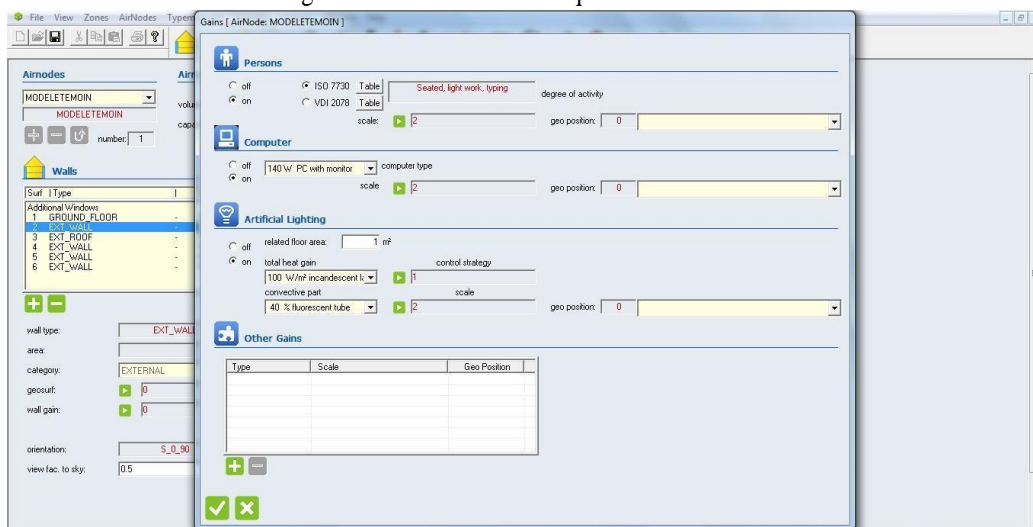 File View Zones AirNodes
Gains [ AirNode: MODELETEMOIN ]
Airnodes
MODELETEMOIN
MODELETEMOIN
number: 1
Walls
Surf Type
Additional Windows
1 GROUND_FLOOR -
2 EXT_WALL -
3 EXT_ROOF -
4 EXT_WALL -
5 EXT_WALL -
6 EXT_WALL -
wall type: EXT_WALL
area:
category: EXTERNAL
geosurf: 0
wall gain: 0
orientation: S_0_90
view fac. to sky: 0.5
Persons
off ISO 7730 Table Seated, light work, typing degree of activity
on VDI 2078 Table
scale: 2 geo position: 0
Computer
off 140 W PC with monitor computer type
on scale 2 geo position: 0
Artificial Lighting
off related floor area: 1 m²
on total heat gain control strategy
100 W/m² incandescent 1
convective part scale
40 % fluorescent tube 2 geo position: 0
Other Gains
Type Scale Geo Position